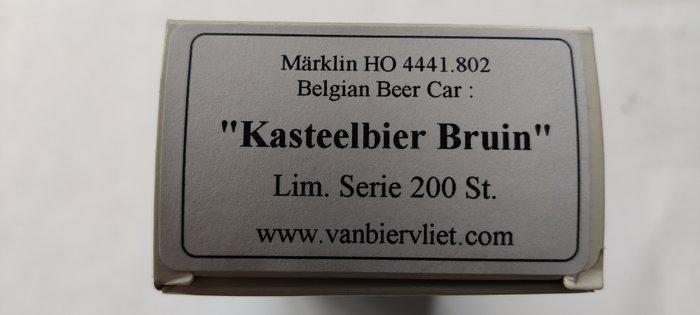 Märklin HO 4441.802
Belgian Beer Car :
"Kasteelbier Bruin"
Lim. Serie 200 St.
www.vanbiervliet.com